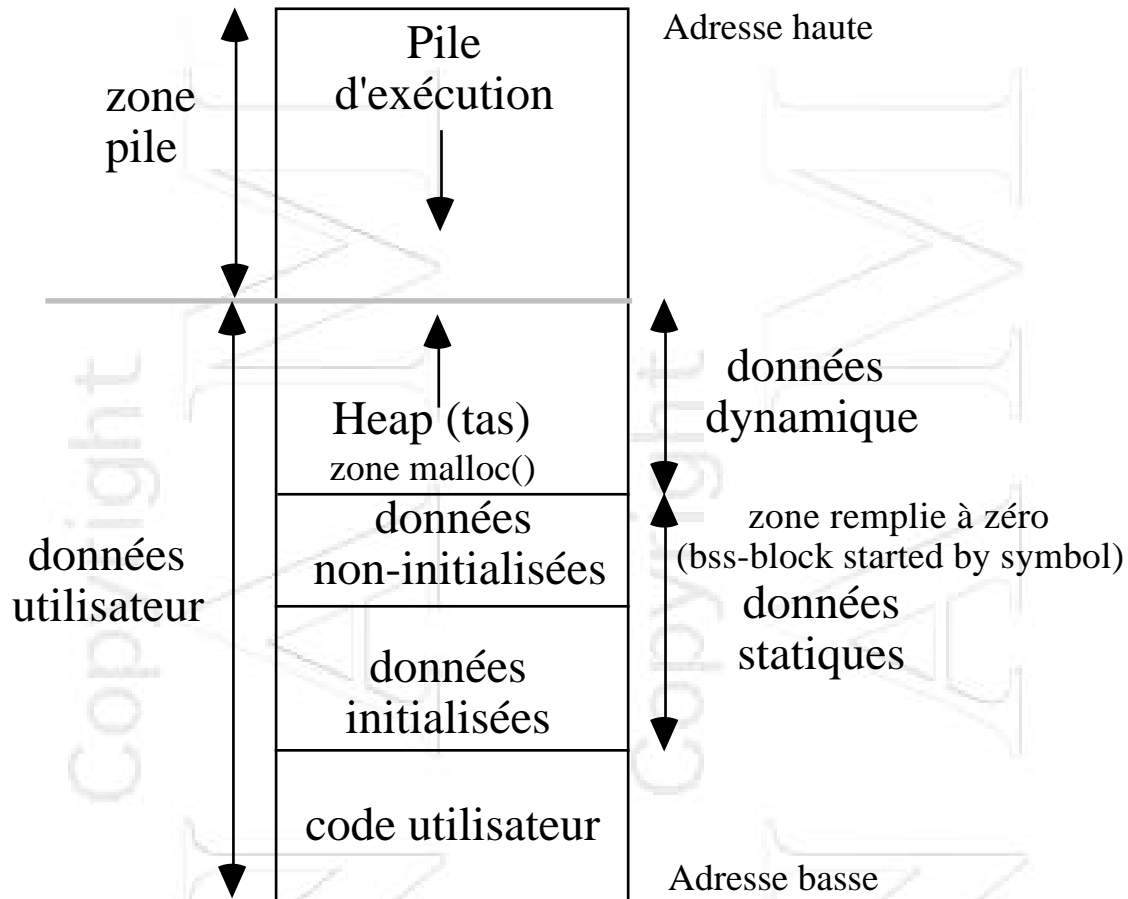 Adresse haute
Pile
d'exécution
zone
pile
données
dynamique
Heap (tas)
zone malloc()
données
non-initialisées
zone remplie à zéro
(bss-block started by symbol)
données
utilisateur
données
statiques
données
initialisées
code utilisateur
Adresse basse
Copyright
Copyright